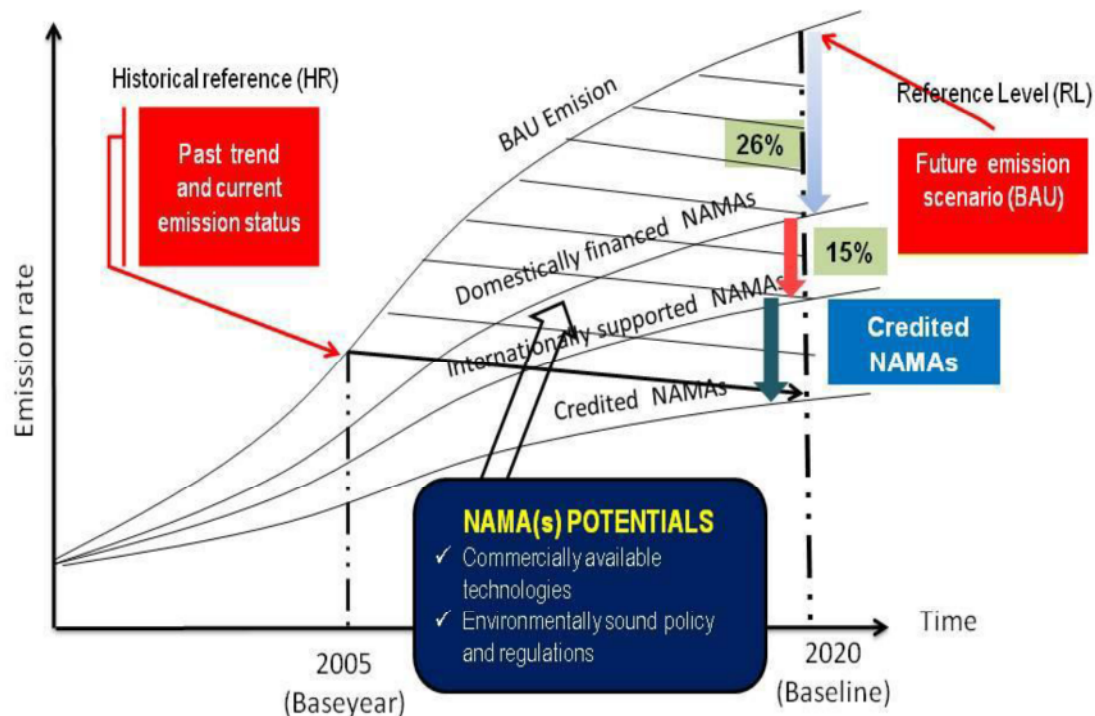 Historical reference (HR)
Past trend
and current
emission status
BAU Emision
Reference Level (RL)
26%
Future emission
scenario (BAU)
Domestically financed NAMAs
15%
Internationally supported NAMAs
Credited
NAMAs
Credited NAMAs
Emission rate
NAMA(s) POTENTIALS
✓ Commercially available
technologies
✓ Environmentally sound policy
and regulations
Time
2005
(Baseyear)
2020
(Baseline)